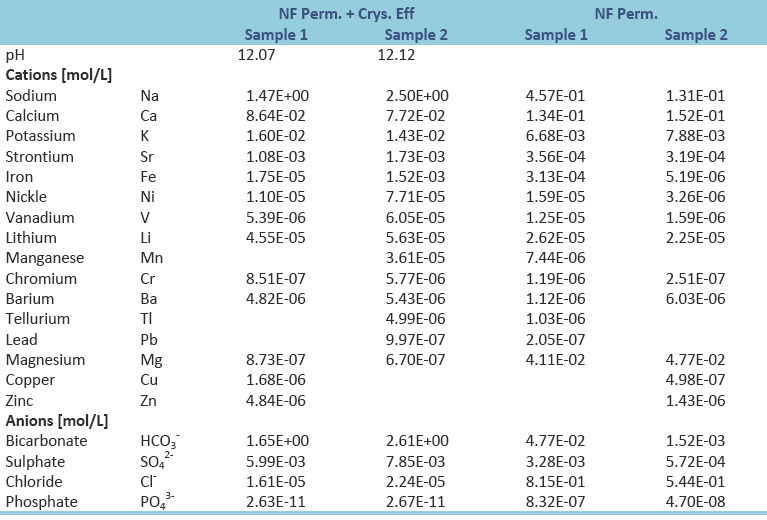 NF Perm. + Crys. Eff NF Perm.
Sample 1 Sample 2 Sample 1 Sample 2
pH 12.07 12.12
Cations [mol/L]
Sodium Na 1.47E+00 2.50E+00 4.57E-01 1.31E-01
Calcium Ca 8.64E-02 7.72E-02 1.34E-01 1.52E-01
Potassium K 1.60E-02 1.43E-02 6.68E-03 7.88E-03
Strontium Sr 1.08E-03 1.73E-03 3.56E-04 3.19E-04
Iron Fe 1.75E-05 1.52E-03 3.13E-04 5.19E-06
Nickle Ni 1.10E-05 7.71E-05 1.59E-05 3.26E-06
Vanadium V 5.39E-06 6.05E-05 1.25E-05 1.59E-06
Lithium Li 4.55E-05 5.63E-05 2.62E-05 2.25E-05
Manganese Mn 3.61E-05 7.44E-06
Chromium Cr 8.51E-07 5.77E-06 1.19E-06 2.51E-07
Barium Ba 4.82E-06 5.43E-06 1.12E-06 6.03E-06
Tellurium Tl 4.99E-06 1.03E-06
Lead Pb 9.97E-07 2.05E-07
Magnesium Mg 8.73E-07 6.70E-07 4.11E-02 4.77E-02
Copper Cu 1.68E-06 4.98E-07
Zinc Zn 4.84E-06 1.43E-06
Anions [mol/L]
Bicarbonate HCO₃⁻ 1.65E+00 2.61E+00 4.77E-02 1.52E-03
Sulphate SO₄²⁻ 5.99E-03 7.85E-03 3.28E-03 5.72E-04
Chloride Cl⁻ 1.61E-05 2.24E-05 8.15E-01 5.44E-01
Phosphate PO₄³⁻ 2.63E-11 2.67E-11 8.32E-07 4.70E-08